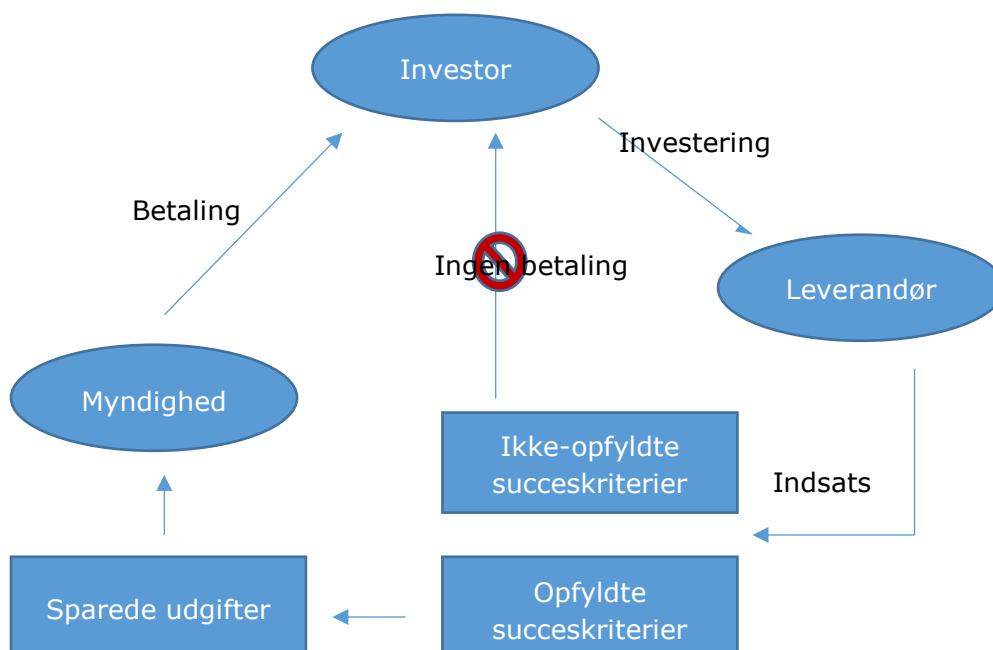 Investor
Investering
Betaling
Ingen betaling
Leverandør
Myndighed
Ikke-opfyldte
succeskriterier
Indsats
Sparede udgifter
Opfyldte
succeskriterier